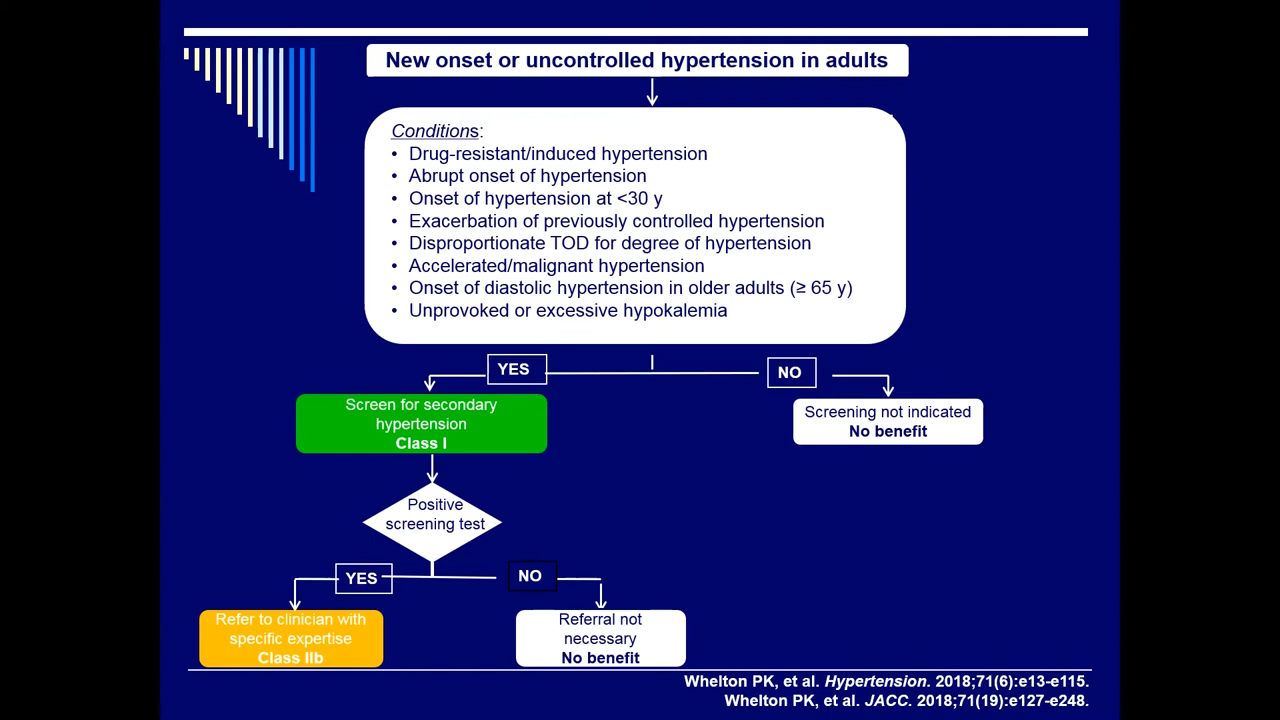 New onset or uncontrolled hypertension in adults
Conditions:
• Drug-resistant/induced hypertension
• Abrupt onset of hypertension
• Onset of hypertension at <30 y
• Exacerbation of previously controlled hypertension
• Disproportionate TOD for degree of hypertension
• Accelerated/malignant hypertension
• Onset of diastolic hypertension in older adults (≥ 65 y)
• Unprovoked or excessive hypokalemia
YES
NO
Screen for secondary
hypertension
Class I
Screening not indicated
No benefit
Positive
screening test
YES
NO
Refer to clinician with
specific expertise
Class IIb
Referral not
necessary
No benefit
Whelton PK, et al. Hypertension. 2018;71(6):e13-e115.
Whelton PK, et al. JACC. 2018;71(19):e127-e248.